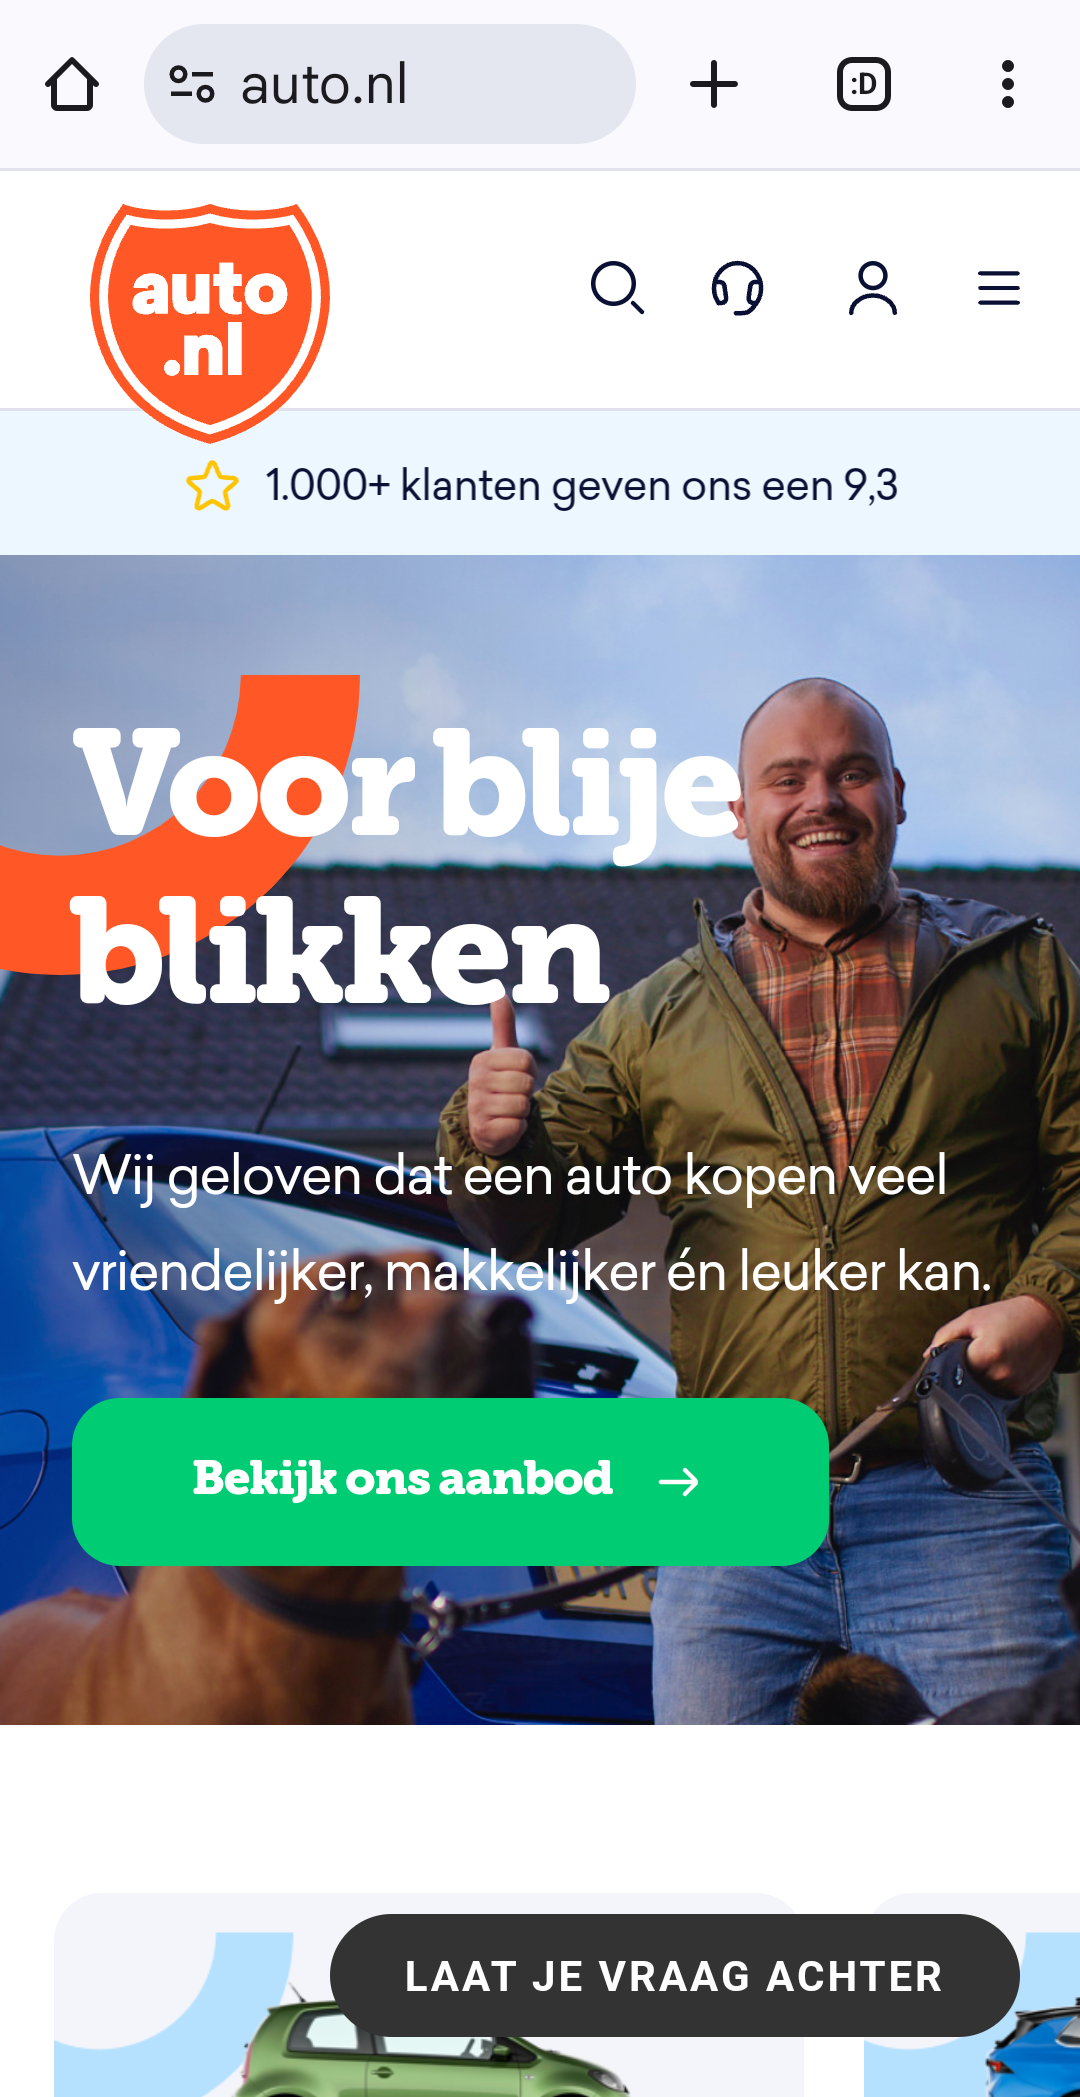 auto.nl
:D
auto
.nl
1.000+ klanten geven ons een 9,3
Voor blije
blikken
Wij geloven dat een auto kopen veel
vriendelijker, makkelijker én leuker kan.
Bekijk ons aanbod
LAAT JE VRAAG ACHTER